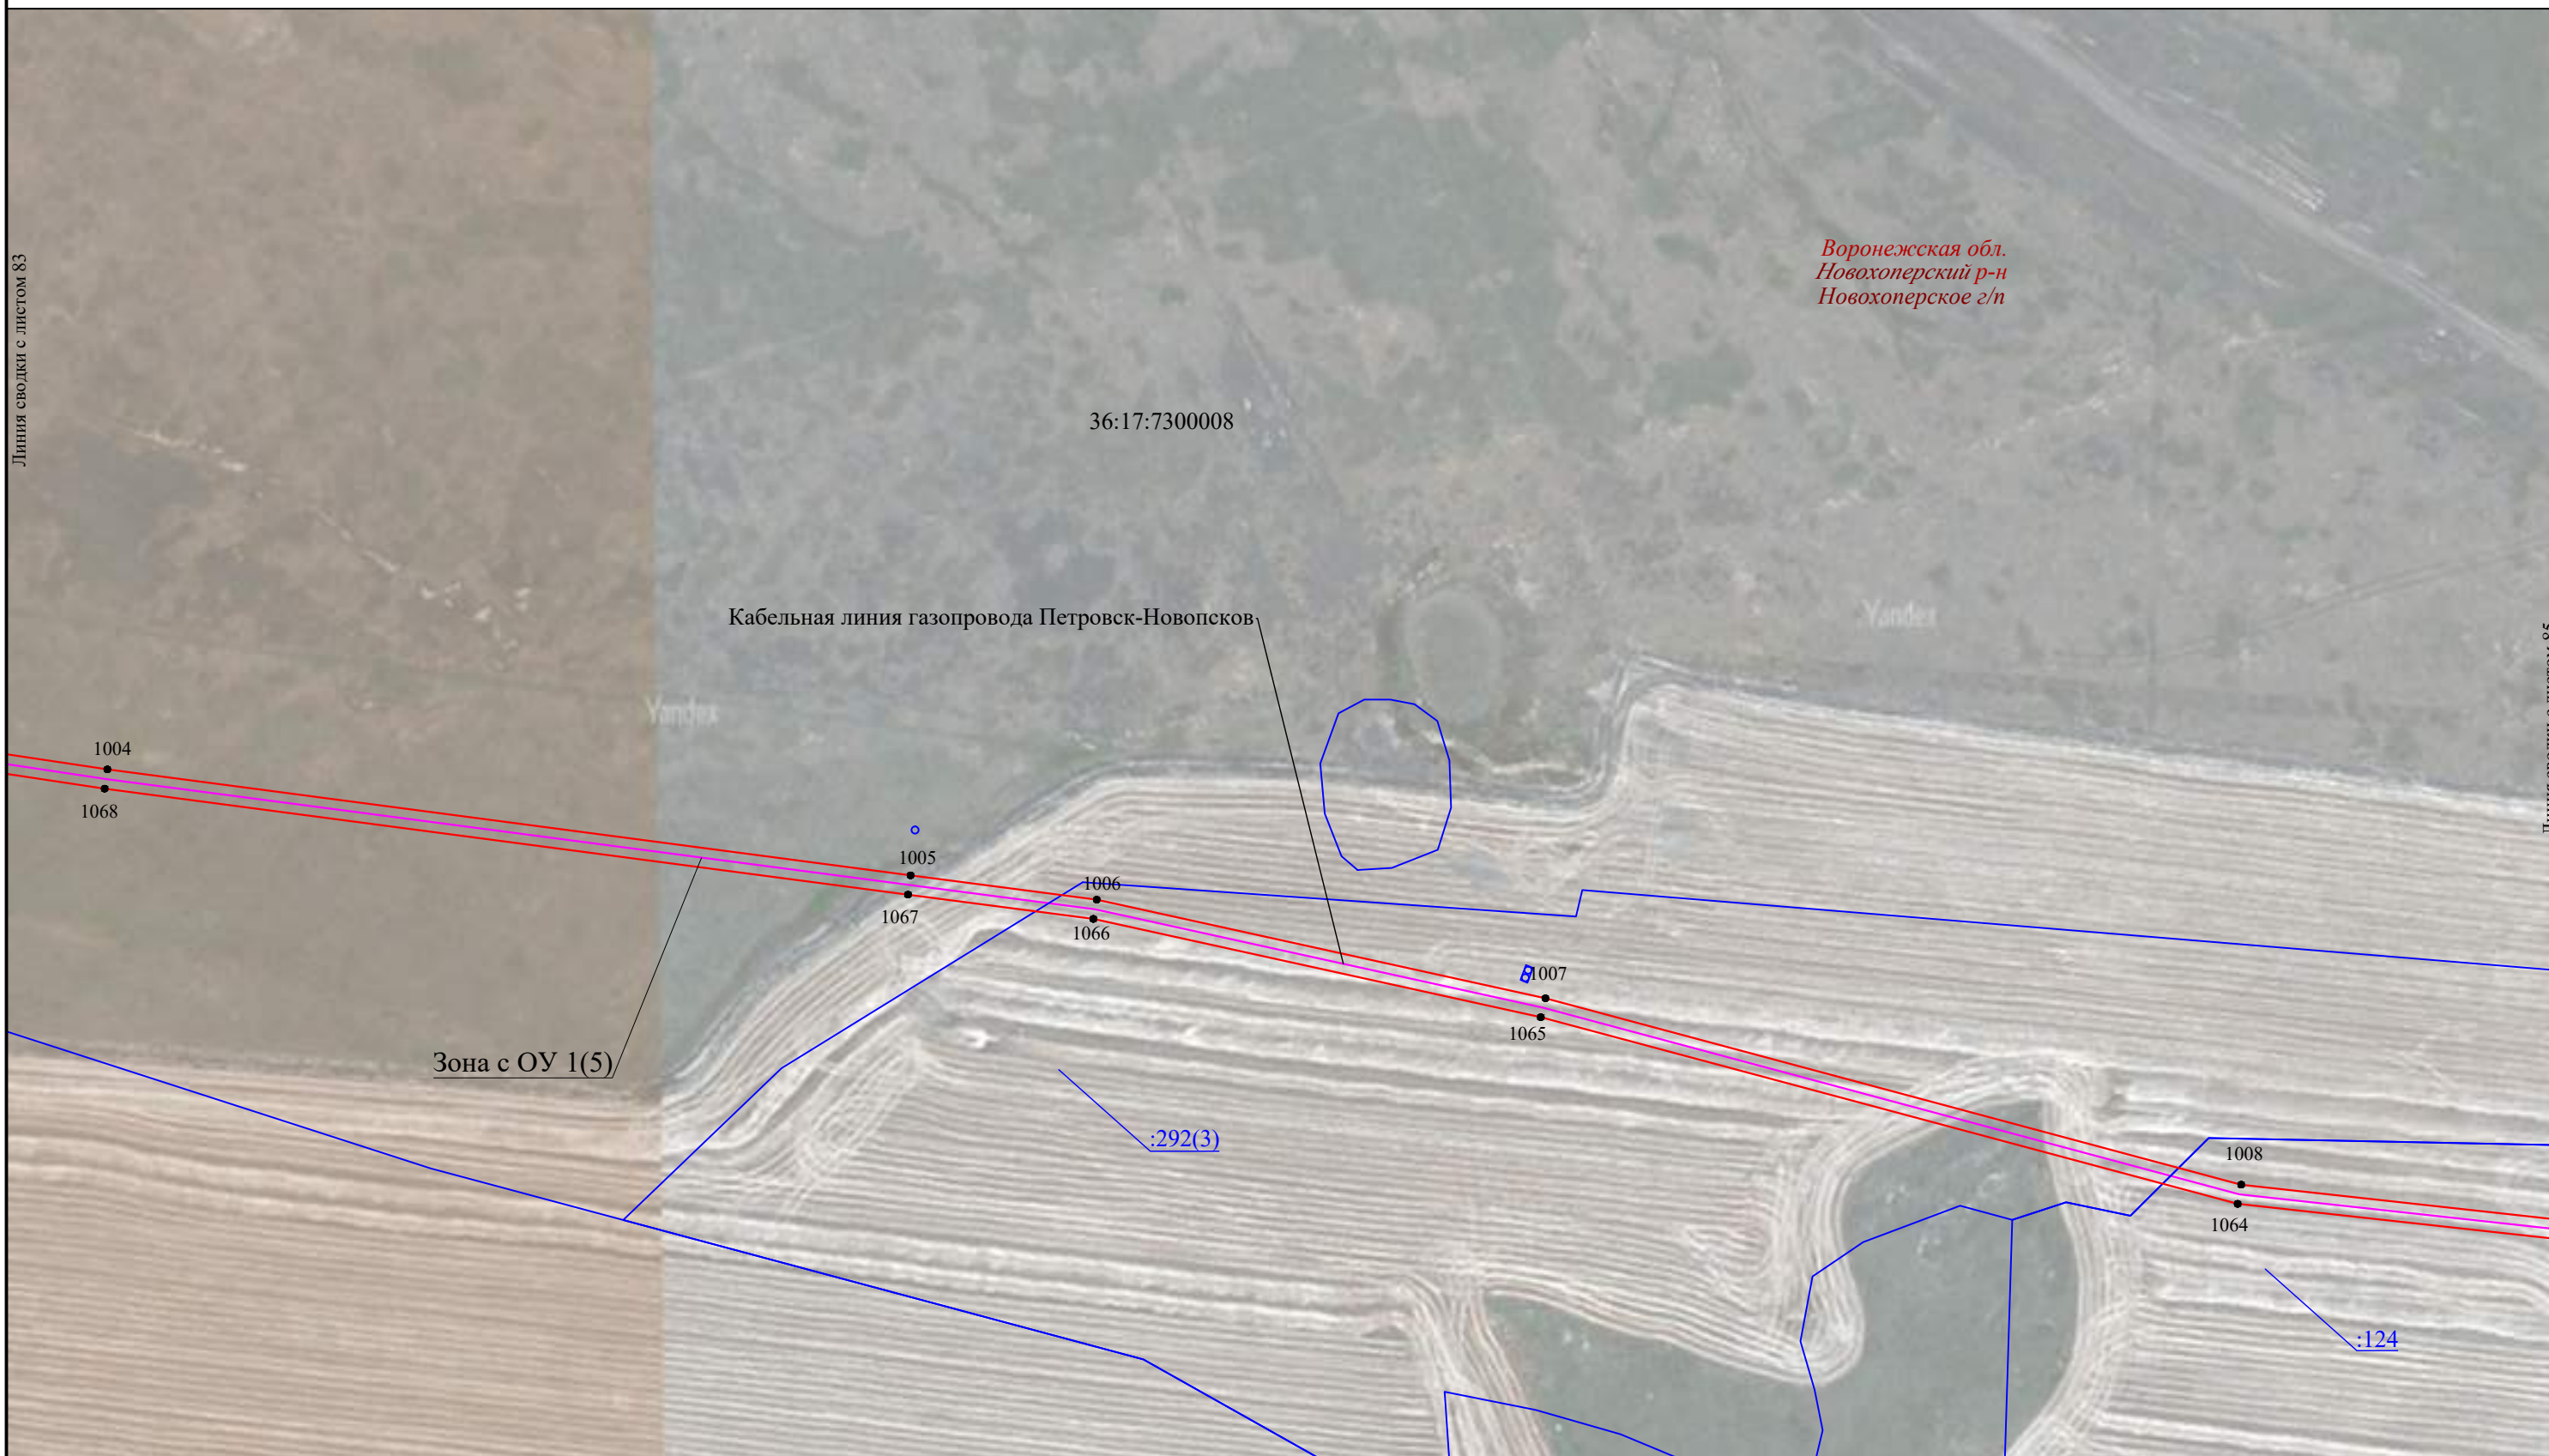 Воронежская обл.
Новохоперский р-н
Новохоперское г/п
Линия сводки с листом 83
36:17:7300008
Кабельная линия газопровода Петровск-Новопсков
Yandex
Yandex
1004
1068
1005
1067
1006
1066
1007
1065
Зона с ОУ 1(5)
:292(3)
1008
1064
:124